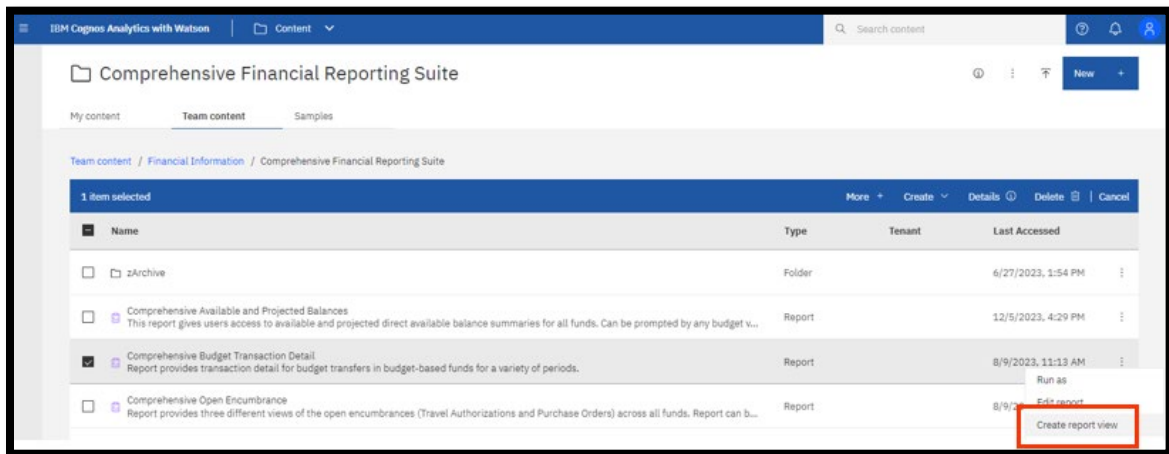 IBM Cognos Analytics with Watson
Content
Search content
Comprehensive Financial Reporting Suite
New +
My content
Team content
Samples
Team content / Financial Information / Comprehensive Financial Reporting Suite
1 item selected
More +
Create
Details
Delete | Cancel
Name
Type
Tenant
Last Accessed
zArchive
Folder
6/27/2023, 1:54 PM
Comprehensive Available and Projected Balances
This report gives users access to available and projected direct available balance summaries for all funds. Can be prompted by any budget v...
Report
12/5/2023, 4:29 PM
Comprehensive Budget Transaction Detail
Report provides transaction detail for budget transfers in budget-based funds for a variety of periods.
Report
8/9/2023, 11:13 AM
Run as
Comprehensive Open Encumbrance
Report provides three different views of the open encumbrances (Travel Authorizations and Purchase Orders) across all funds. Report can b...
Report
8/9/20
Edit report
Create report view